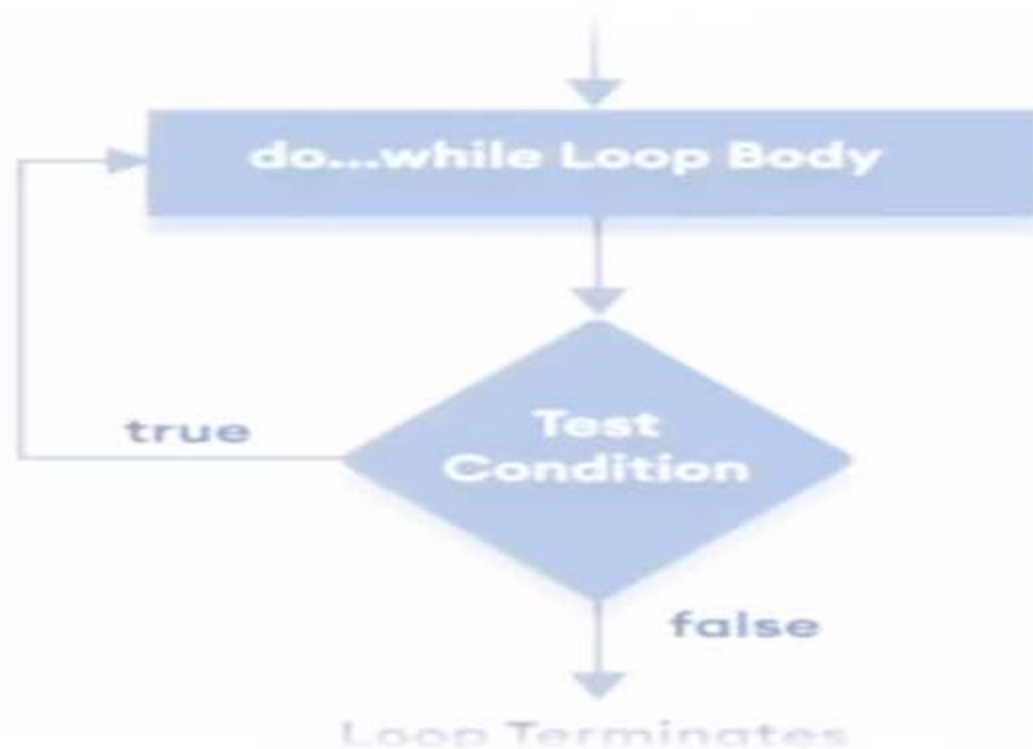 do...while Loop Body
Test
Condition
true
false
Loop Terminates